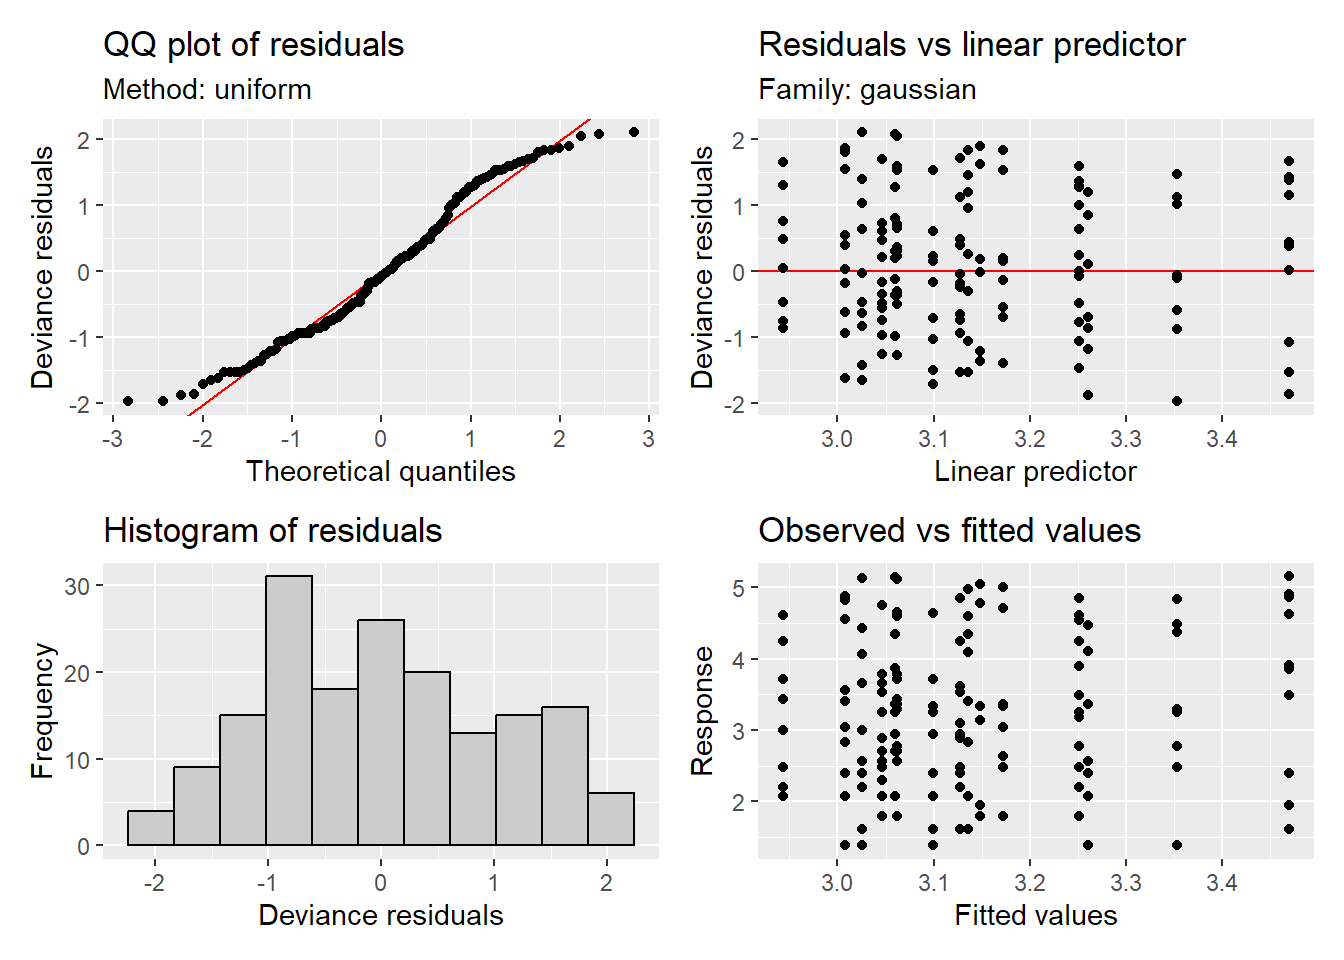 QQ plot of residuals
Method: uniform
2
1
0
-1
-2
Deviance residuals
-3
-2
-1
0
1
2
3
Theoretical quantiles
Residuals vs linear predictor
Family: gaussian
2
1
0
-1
-2
Deviance residuals
3.0
3.1
3.2
3.3
3.4
Linear predictor
Histogram of residuals
30
20
10
0
Frequency
-2
-1
0
1
2
Deviance residuals
Observed vs fitted values
5
4
3
2
Response
3.0
3.1
3.2
3.3
3.4
Fitted values